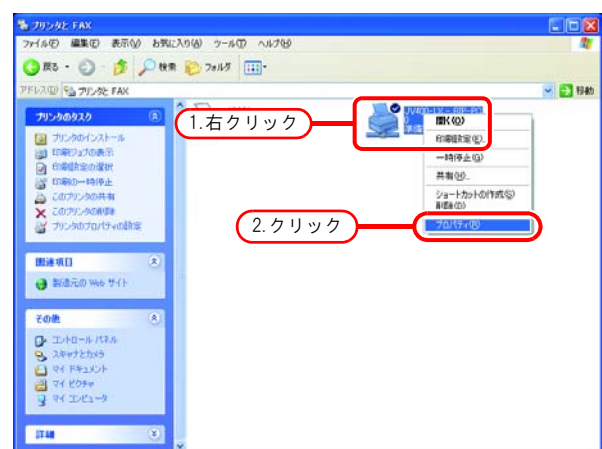 プリンタと FAX
ファイル(F) 編集(E) 表示(V) お気に入り(A) ツール(T) ヘルプ(H)
戻る 検索 フォルダ
アドレス(D) プリンタと FAX 移動
プリンタのタスク
プリンタのインストール
印刷ジョブの表示
印刷設定の選択
印刷の一時停止
このプリンタの共有
このプリンタの削除
プリンタのプロパティの設定
関連項目
製造元の Web サイト
その他
コントロール パネル
スキャナとカメラ
マイ ドキュメント
マイ ピクチャ
マイ コンピュータ
詳細
1.右クリック
開く(O)
印刷設定(E)...
一時停止(G)
共有(H)...
ショートカットの作成(S)
削除(D)
2.クリック
プロパティ(R)